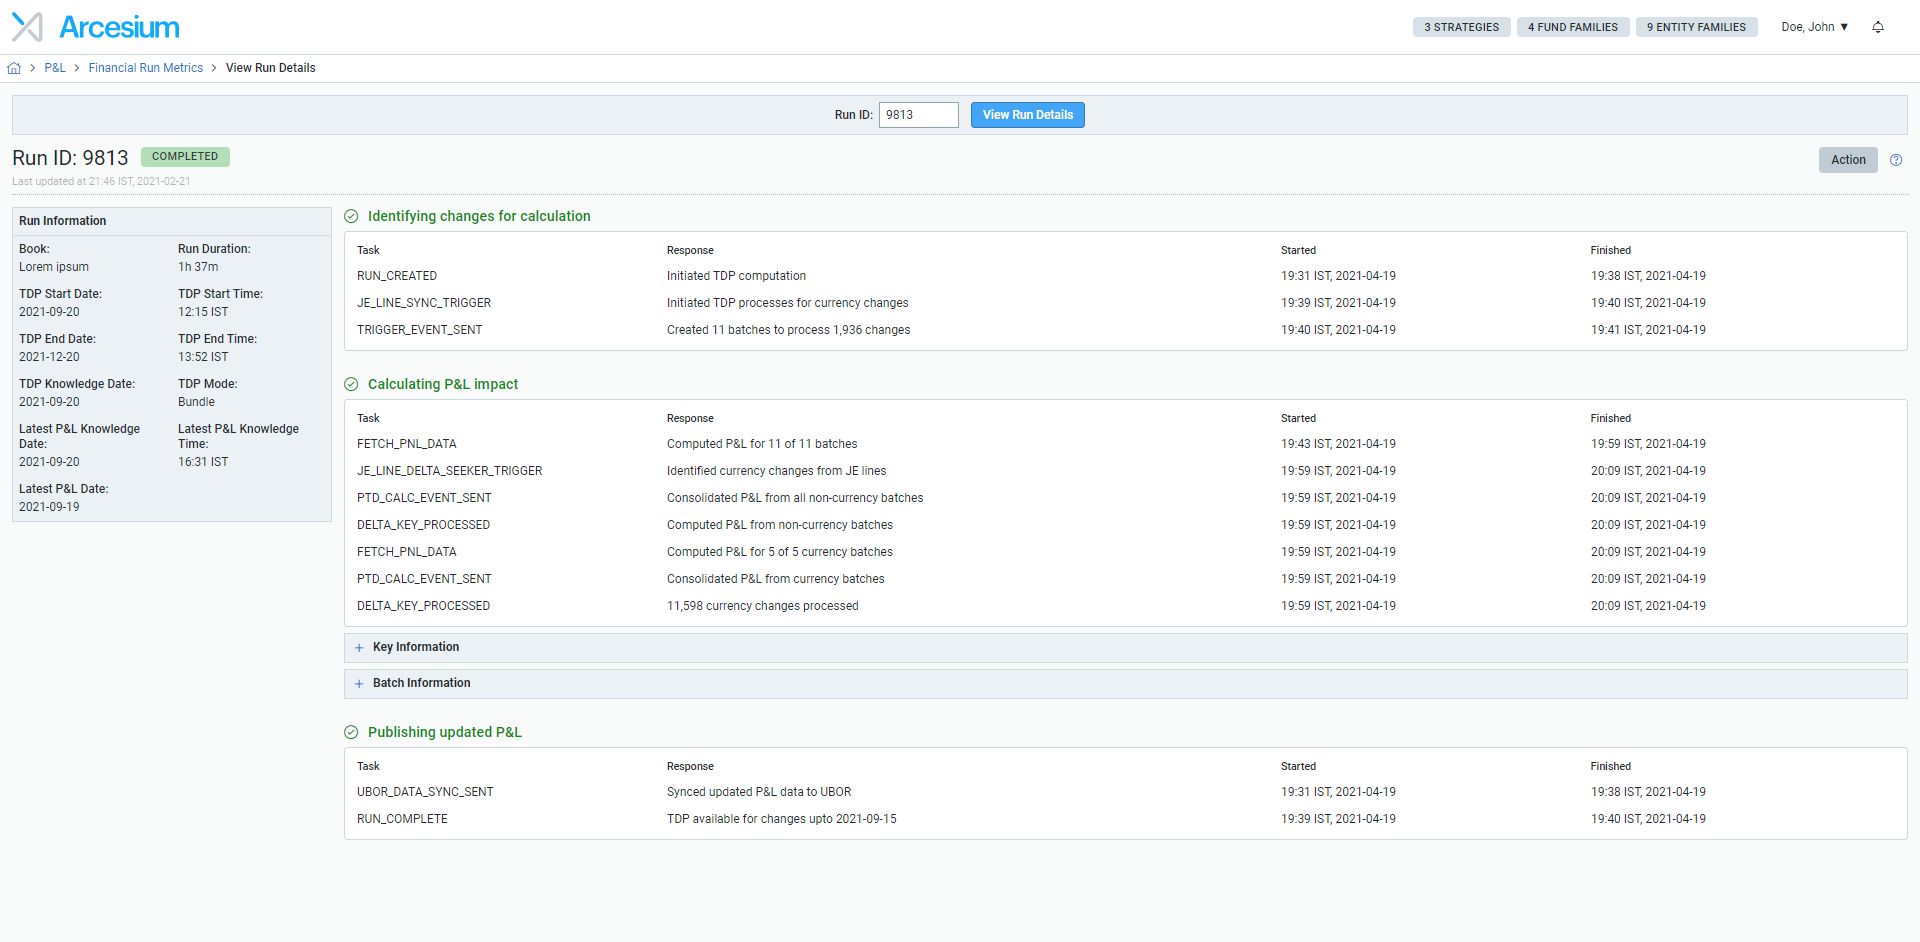 Arcesium
3 STRATEGIES 4 FUND FAMILIES 9 ENTITY FAMILIES Doe, John ▼
> P&L > Financial Run Metrics > View Run Details
Run ID: 9813 View Run Details
Run ID: 9813 COMPLETED
Action
Last updated at 21:46 IST, 2021-02-21
Run Information
Book: Run Duration:
Lorem ipsum 1h 37m
TDP Start Date: TDP Start Time:
2021-09-20 12:15 IST
TDP End Date: TDP End Time:
2021-12-20 13:52 IST
TDP Knowledge Date: TDP Mode:
2021-09-20 Bundle
Latest P&L Knowledge Latest P&L Knowledge
Date: Time:
2021-09-20 16:31 IST
Latest P&L Date:
2021-09-19
Identifying changes for calculation
Task Response Started Finished
RUN_CREATED Initiated TDP computation 19:31 IST, 2021-04-19 19:38 IST, 2021-04-19
JE_LINE_SYNC_TRIGGER Initiated TDP processes for currency changes 19:39 IST, 2021-04-19 19:40 IST, 2021-04-19
TRIGGER_EVENT_SENT Created 11 batches to process 1,936 changes 19:40 IST, 2021-04-19 19:41 IST, 2021-04-19
Calculating P&L impact
Task Response Started Finished
FETCH_PNL_DATA Computed P&L for 11 of 11 batches 19:43 IST, 2021-04-19 19:59 IST, 2021-04-19
JE_LINE_DELTA_SEEKER_TRIGGER Identified currency changes from JE lines 19:59 IST, 2021-04-19 20:09 IST, 2021-04-19
PTD_CALC_EVENT_SENT Consolidated P&L from all non-currency batches 19:59 IST, 2021-04-19 20:09 IST, 2021-04-19
DELTA_KEY_PROCESSED Computed P&L from non-currency batches 19:59 IST, 2021-04-19 20:09 IST, 2021-04-19
FETCH_PNL_DATA Computed P&L for 5 of 5 currency batches 19:59 IST, 2021-04-19 20:09 IST, 2021-04-19
PTD_CALC_EVENT_SENT Consolidated P&L from currency batches 19:59 IST, 2021-04-19 20:09 IST, 2021-04-19
DELTA_KEY_PROCESSED 11,598 currency changes processed 19:59 IST, 2021-04-19 20:09 IST, 2021-04-19
+ Key Information
+ Batch Information
Publishing updated P&L
Task Response Started Finished
UBOR_DATA_SYNC_SENT Synced updated P&L data to UBOR 19:31 IST, 2021-04-19 19:38 IST, 2021-04-19
RUN_COMPLETE TDP available for changes upto 2021-09-15 19:39 IST, 2021-04-19 19:40 IST, 2021-04-19